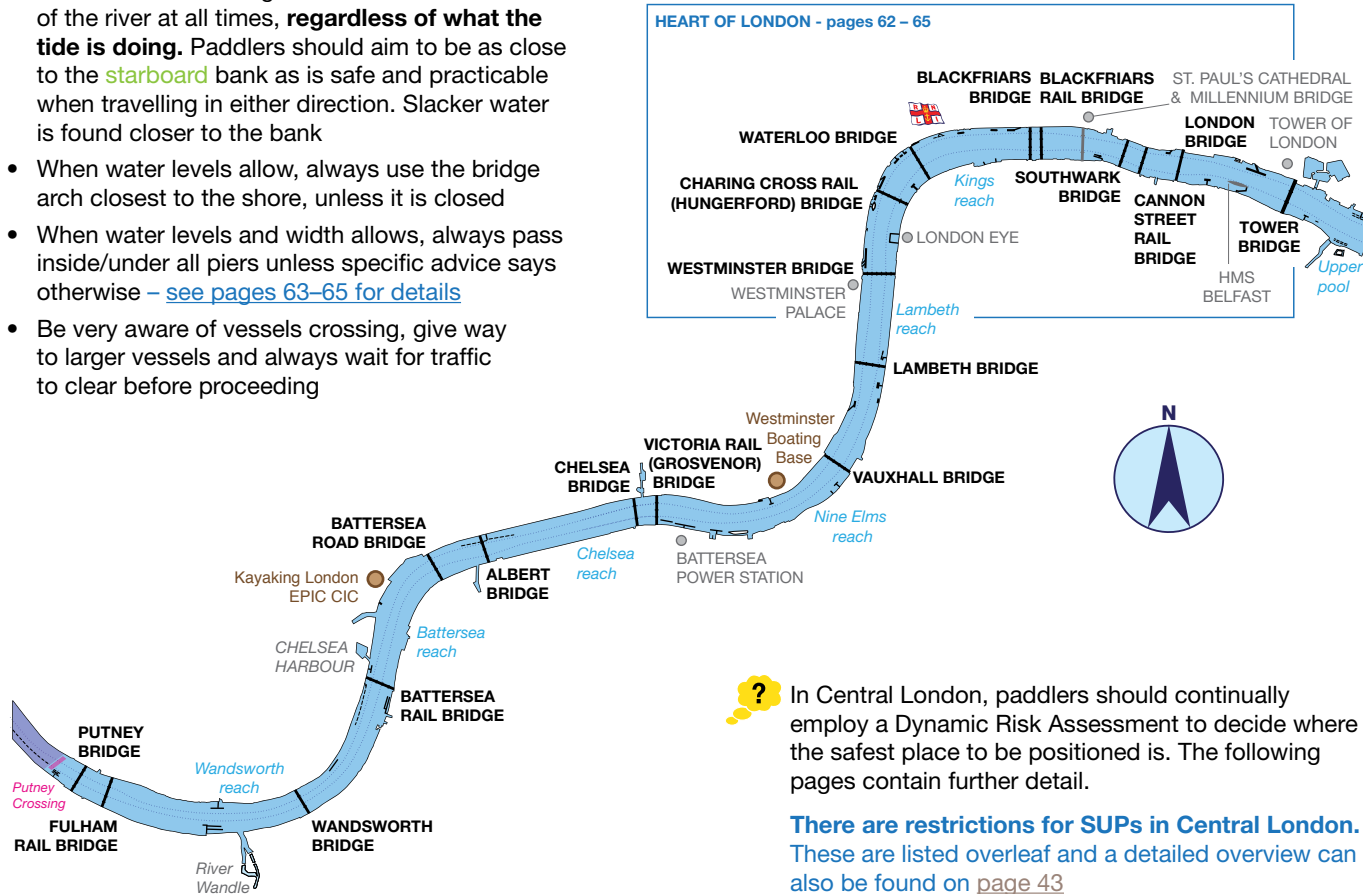 of the river at all times, regardless of what the
tide is doing. Paddlers should aim to be as close
to the starboard bank as is safe and practicable
when travelling in either direction. Slacker water
is found closer to the bank
• When water levels allow, always use the bridge
arch closest to the shore, unless it is closed
• When water levels and width allows, always pass
inside/under all piers unless specific advice says
otherwise – see pages 63–65 for details
• Be very aware of vessels crossing, give way
to larger vessels and always wait for traffic
to clear before proceeding
HEART OF LONDON - pages 62 – 65
BLACKFRIARS
BRIDGE
BLACKFRIARS
RAIL BRIDGE
ST. PAUL'S CATHEDRAL
& MILLENNIUM BRIDGE
R N
L I
WATERLOO BRIDGE
LONDON
BRIDGE
TOWER OF
LONDON
CHARING CROSS RAIL
(HUNGERFORD) BRIDGE
Kings
reach
SOUTHWARK
BRIDGE
CANNON
STREET
RAIL
BRIDGE
TOWER
BRIDGE
LONDON EYE
HMS
BELFAST
Upper
pool
WESTMINSTER BRIDGE
WESTMINSTER
PALACE
Lambeth
reach
LAMBETH BRIDGE
N
Westminster
Boating
Base
VICTORIA RAIL
(GROSVENOR)
BRIDGE
CHELSEA
BRIDGE
VAUXHALL BRIDGE
Nine Elms
reach
BATTERSEA
ROAD BRIDGE
Chelsea
reach
BATTERSEA
POWER STATION
ALBERT
BRIDGE
Kayaking London
EPIC CIC
Battersea
reach
CHELSEA
HARBOUR
BATTERSEA
RAIL BRIDGE
PUTNEY
BRIDGE
Putney
Crossing
Wandsworth
reach
FULHAM
RAIL BRIDGE
WANDSWORTH
BRIDGE
River
Wandle
? In Central London, paddlers should continually
employ a Dynamic Risk Assessment to decide where
the safest place to be positioned is. The following
pages contain further detail.
There are restrictions for SUPs in Central London.
These are listed overleaf and a detailed overview can
also be found on page 43